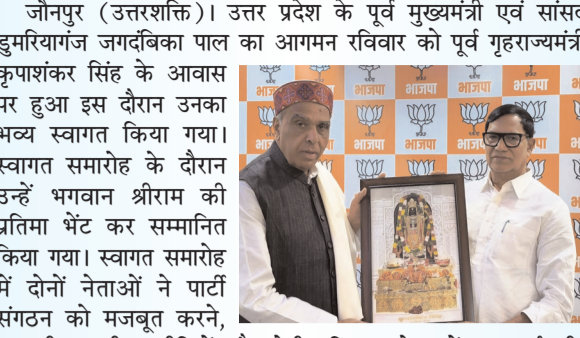 जौनपुर (उत्तरशक्ति)। उत्तर प्रदेश के पूर्व मुख्यमंत्री एवं सांसद
डुमरियागंज जगदंबिका पाल का आगमन रविवार को पूर्व गृहराज्यमंत्री
कृपाशंकर सिंह के आवास
पर हुआ इस दौरान उनका
भव्य स्वागत किया गया।
स्वागत समारोह के दौरान
उन्हें भगवान श्रीराम की
प्रतिमा भेंट कर सम्मानित
किया गया। स्वागत समारोह
में दोनों नेताओं ने पार्टी
संगठन को मजबूत करने,
भाजपा भाजपा भाजपा
भाजपा
भाजपा भाजपा